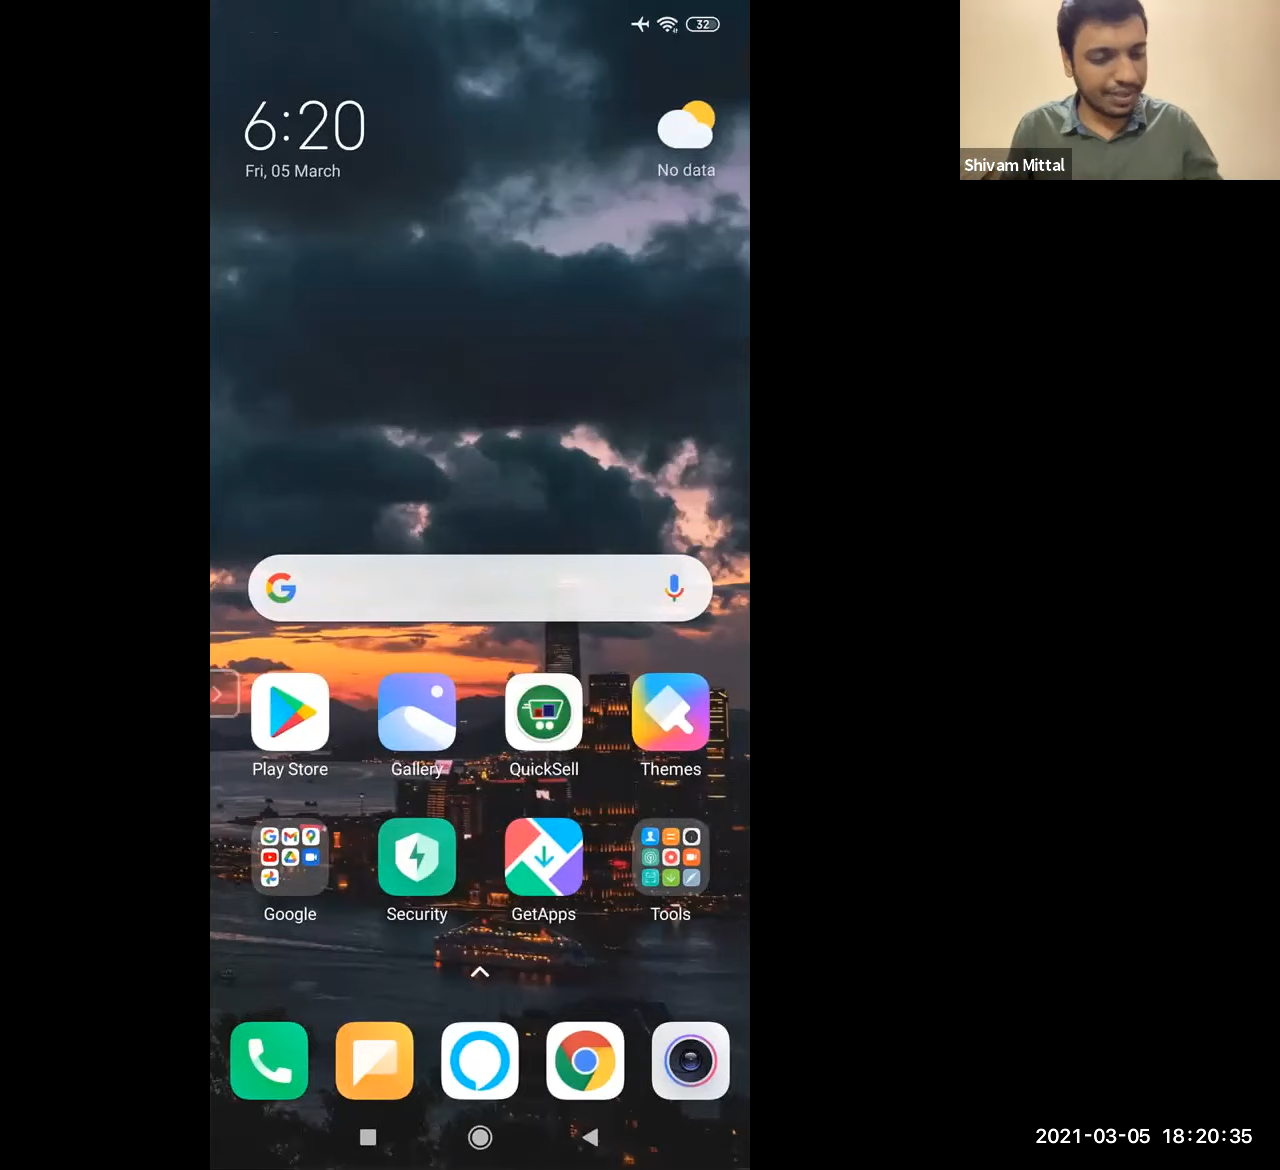 32
6:20
Fri, 05 March
No data
Shivam Mittal
Play Store
Gallery
QuickSell
Themes
Google
Security
GetApps
Tools
2021-03-05 18:20:35